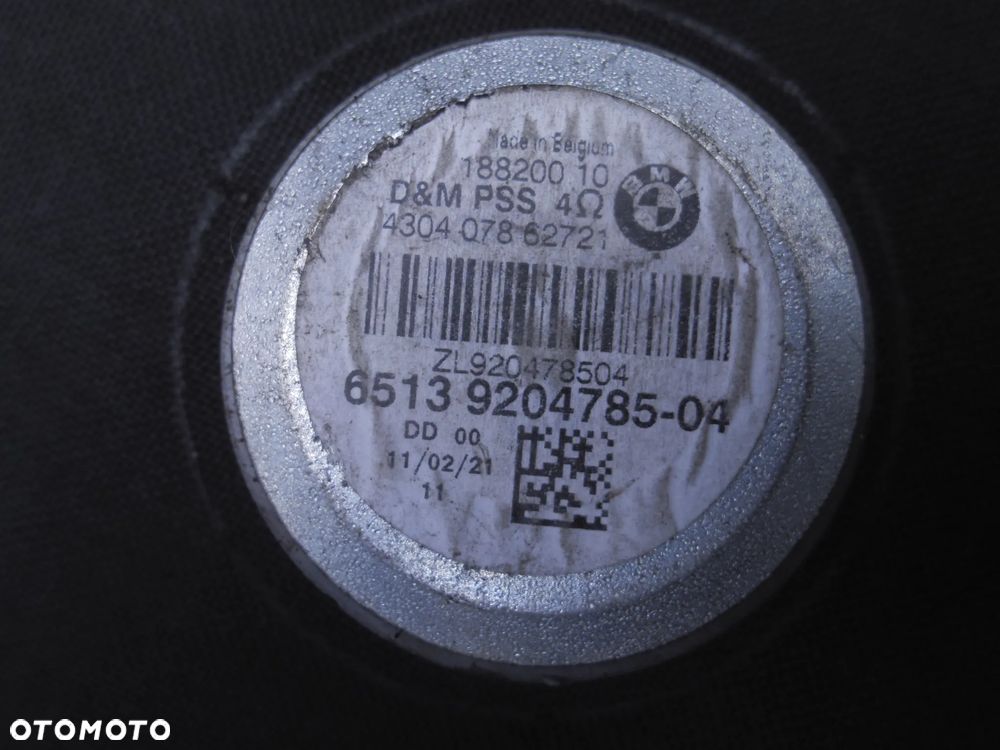 Made in Belgium
188200 10
D&M PSS 4Ω
BMW
4304 078 62721
ZL920478504
6513 9204785-04
DD 00
11/02/21
11
OTOMOTO